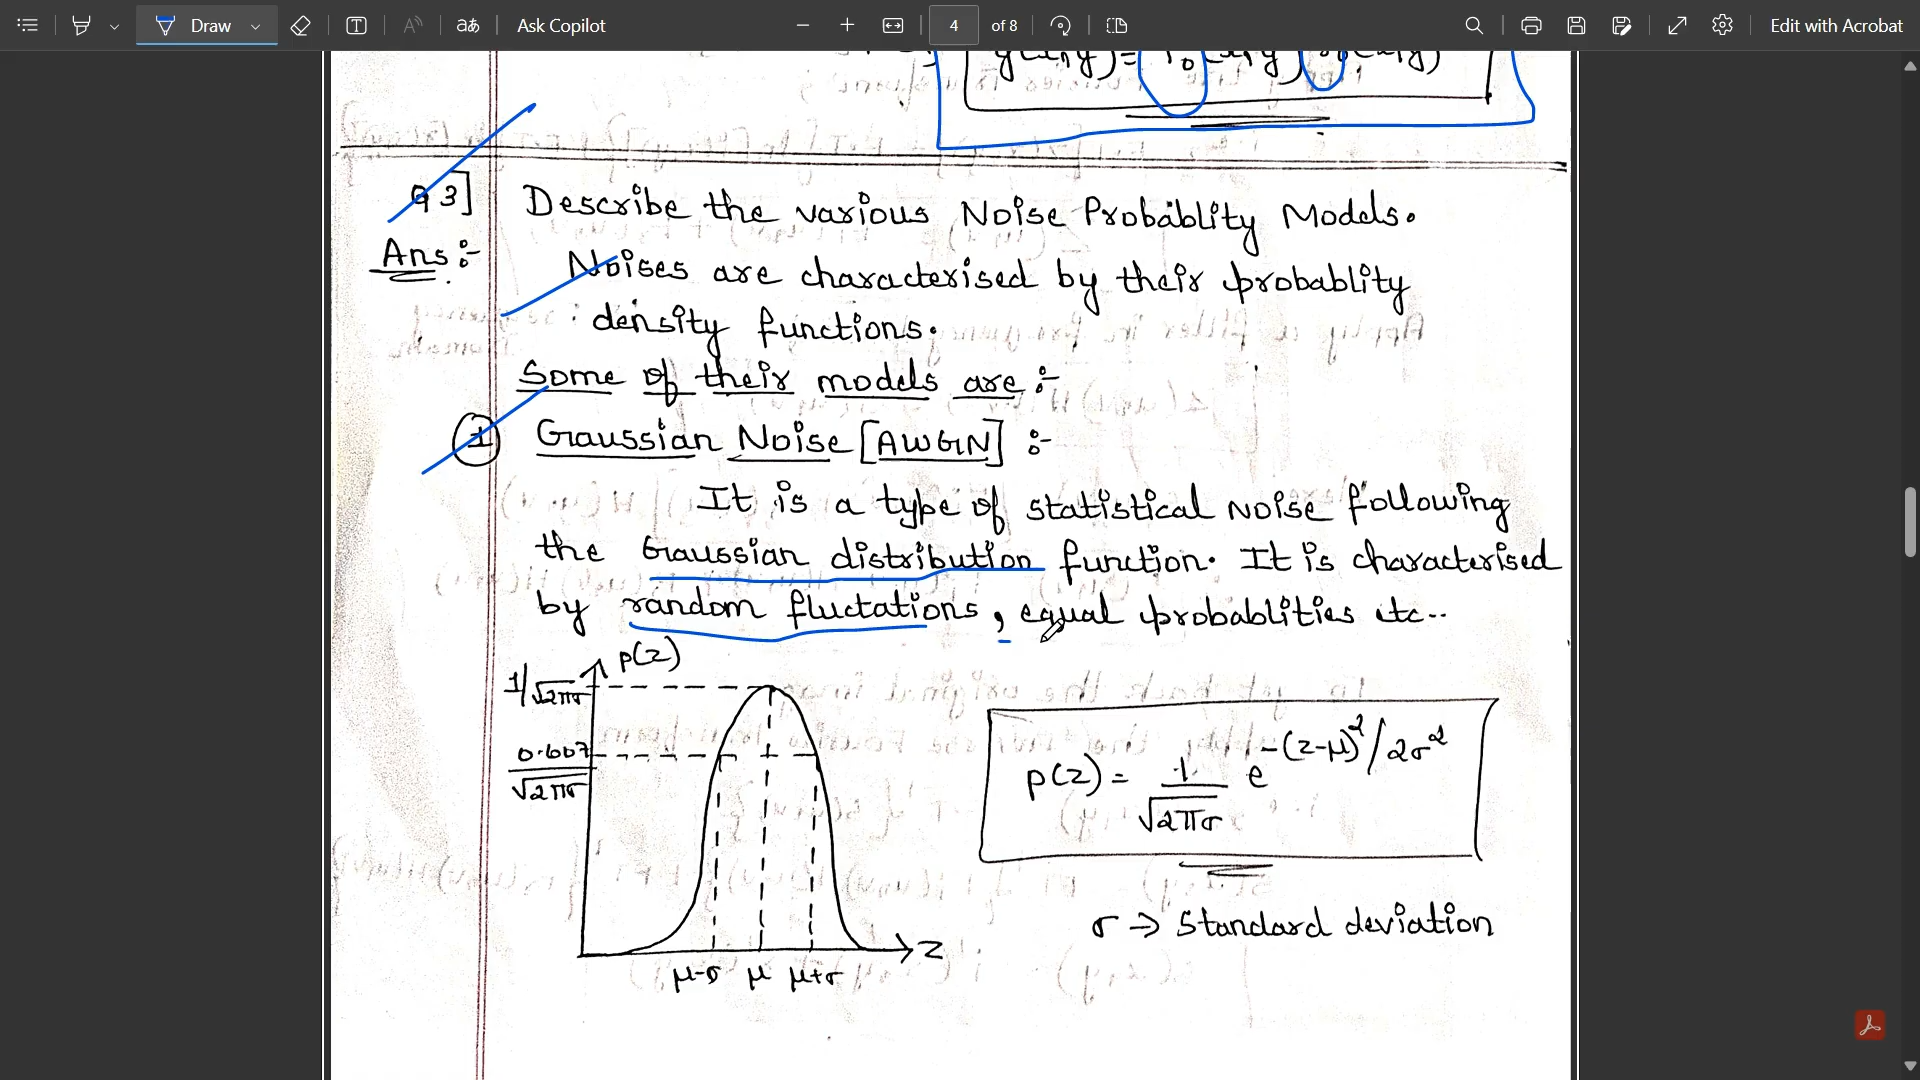 Draw
Ask Copilot
4 of 8
Edit with Acrobat
Q3] Describe the various Noise Probablity Models.
Ans:- Noises are characterised by their probablity
density functions.
Some of their models are :-
1 Gaussian Noise [AWGN] :-
It is a type of statistical Noise following
the Gaussian distribution function. It is characterised
by random fluctations, equal probablities etc..
p(z)
1/√2πσ
0.607
√2πσ
μ-σ μ μ+σ
z
p(z) = 1/√2πσ e^-(z-μ)²/2σ²
σ → Standard deviation